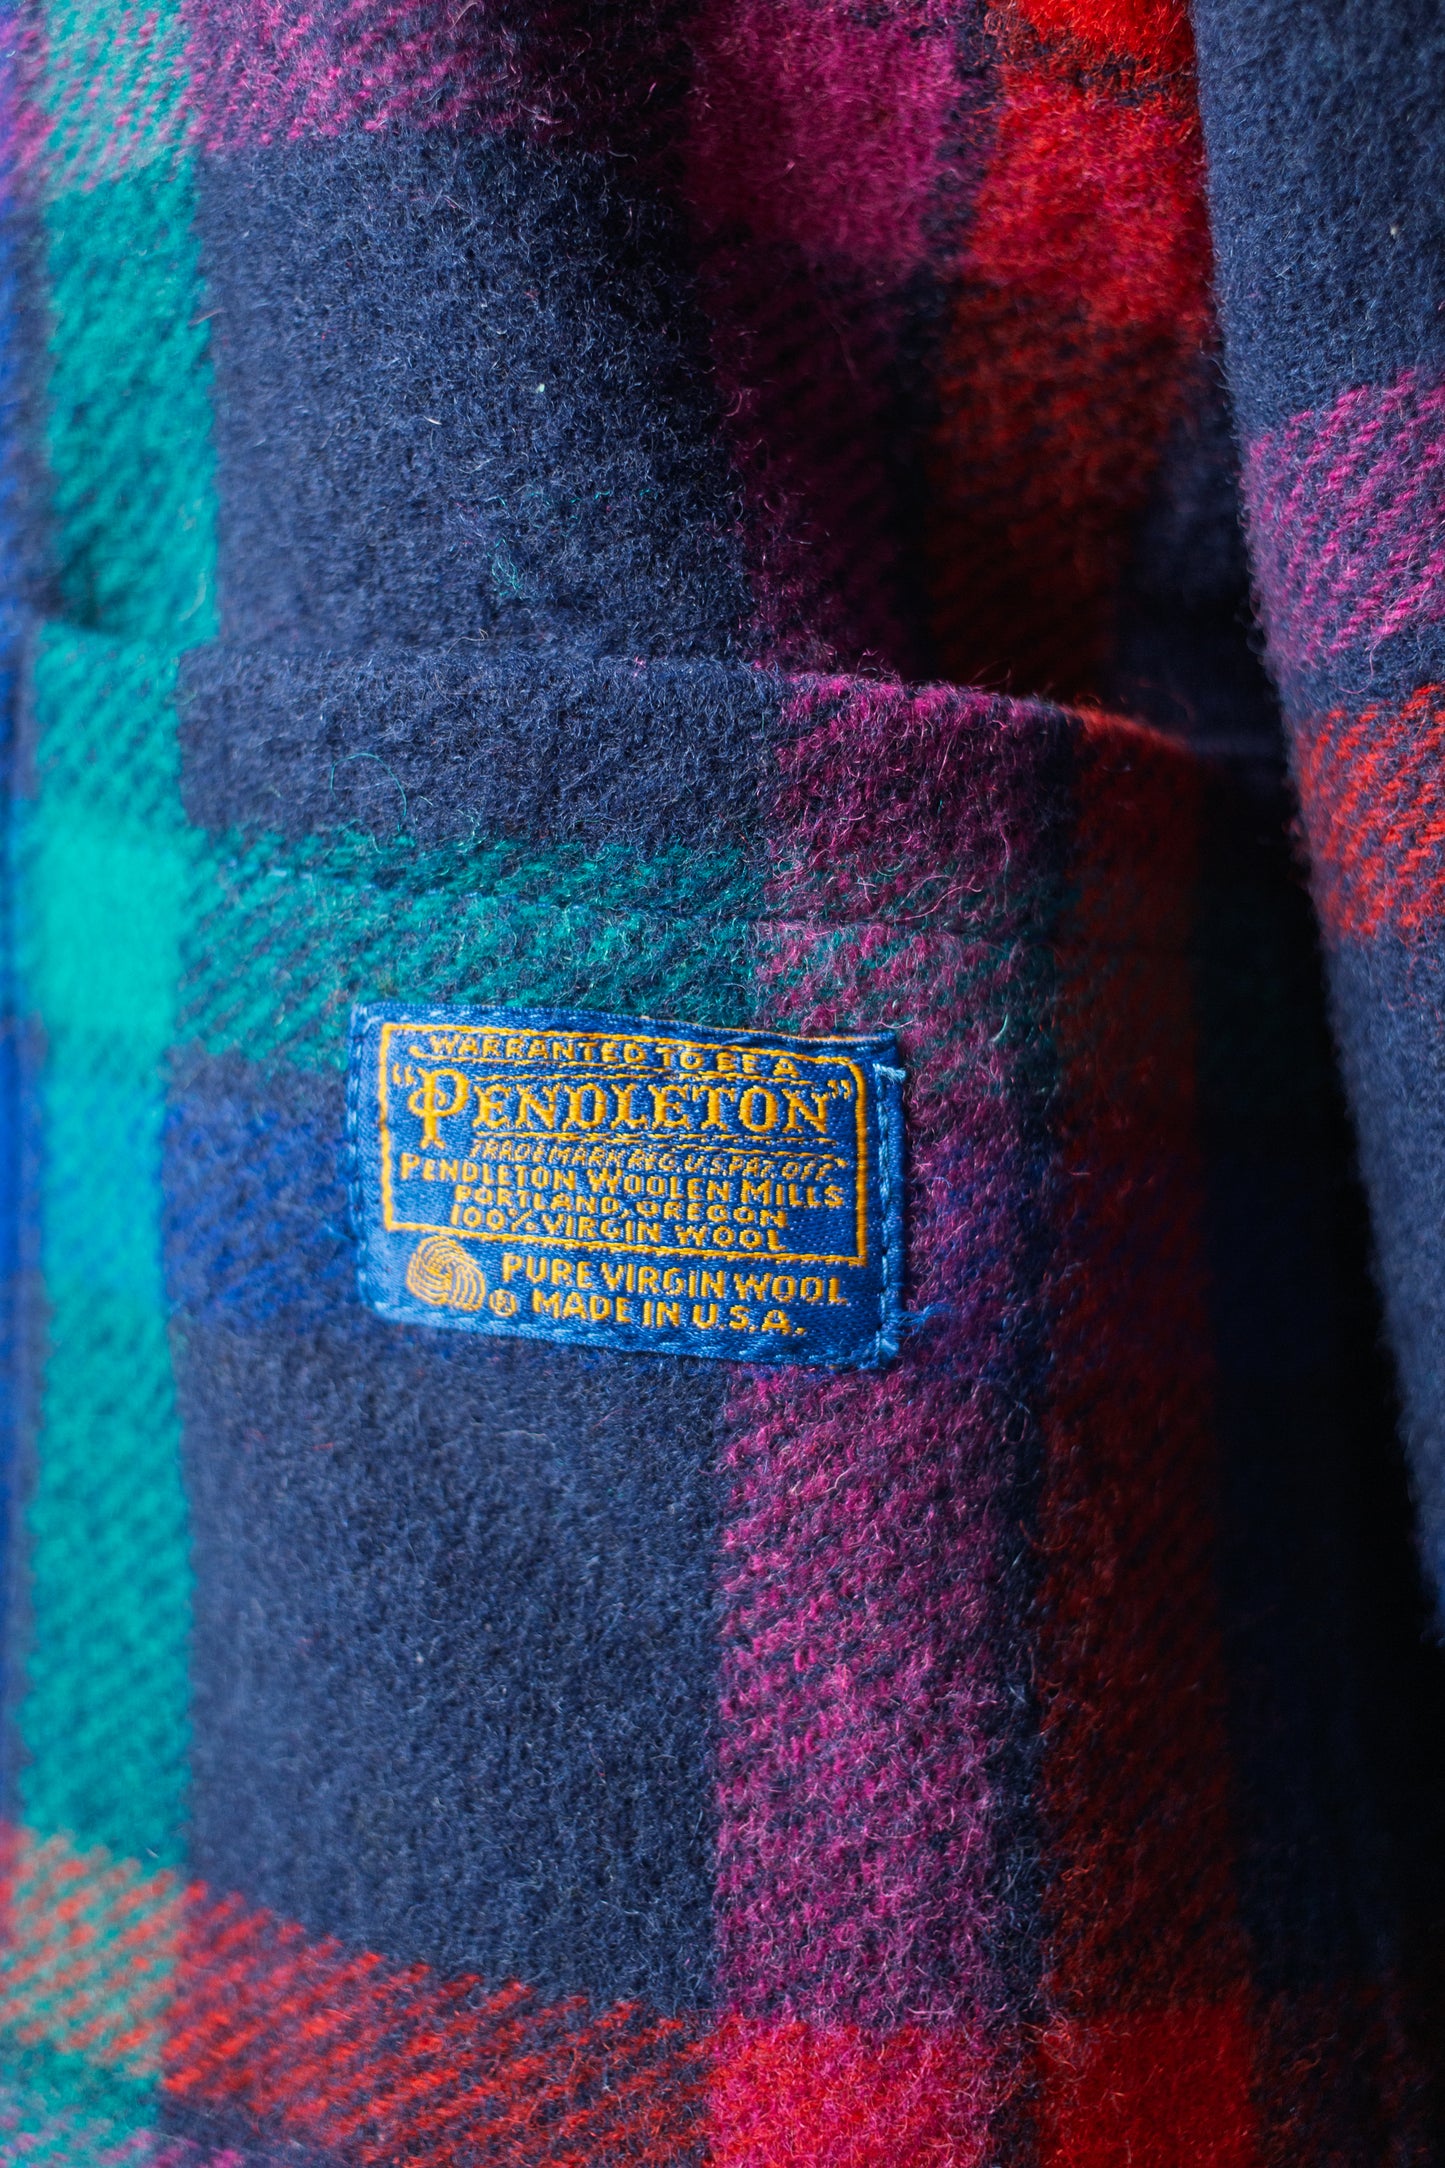 WARRANTED TO BE A
"PENDLETON"
TRADEMARK REG. U.S. PAT. OFF.
PENDLETON WOOLEN MILLS
PORTLAND, OREGON
100% VIRGIN WOOL
PURE VIRGIN WOOL
® MADE IN U.S.A.